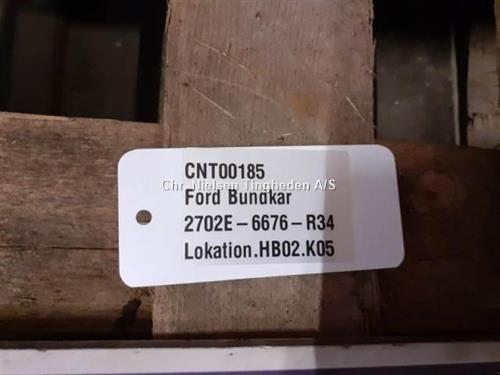 CNT00185
Chr. Nielsen Tingheden A/S
Ford Bundkar
2702E-6676-R34
Lokation.HB02.K05